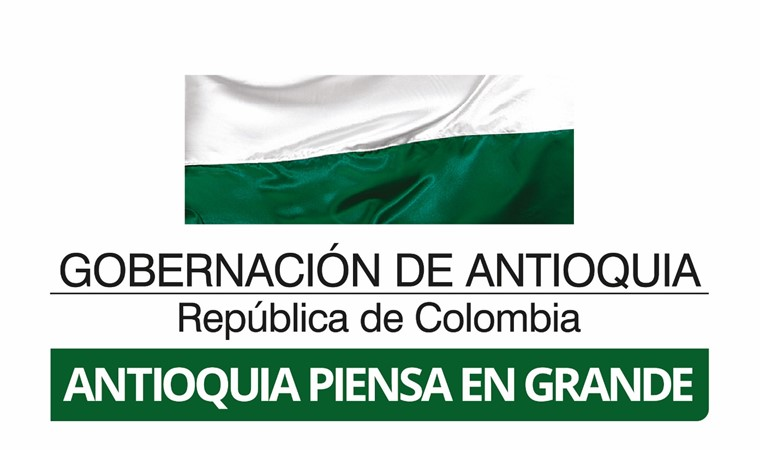 GOBERNACIÓN DE ANTIOQUIA
República de Colombia
ANTIOQUIA PIENSA EN GRANDE